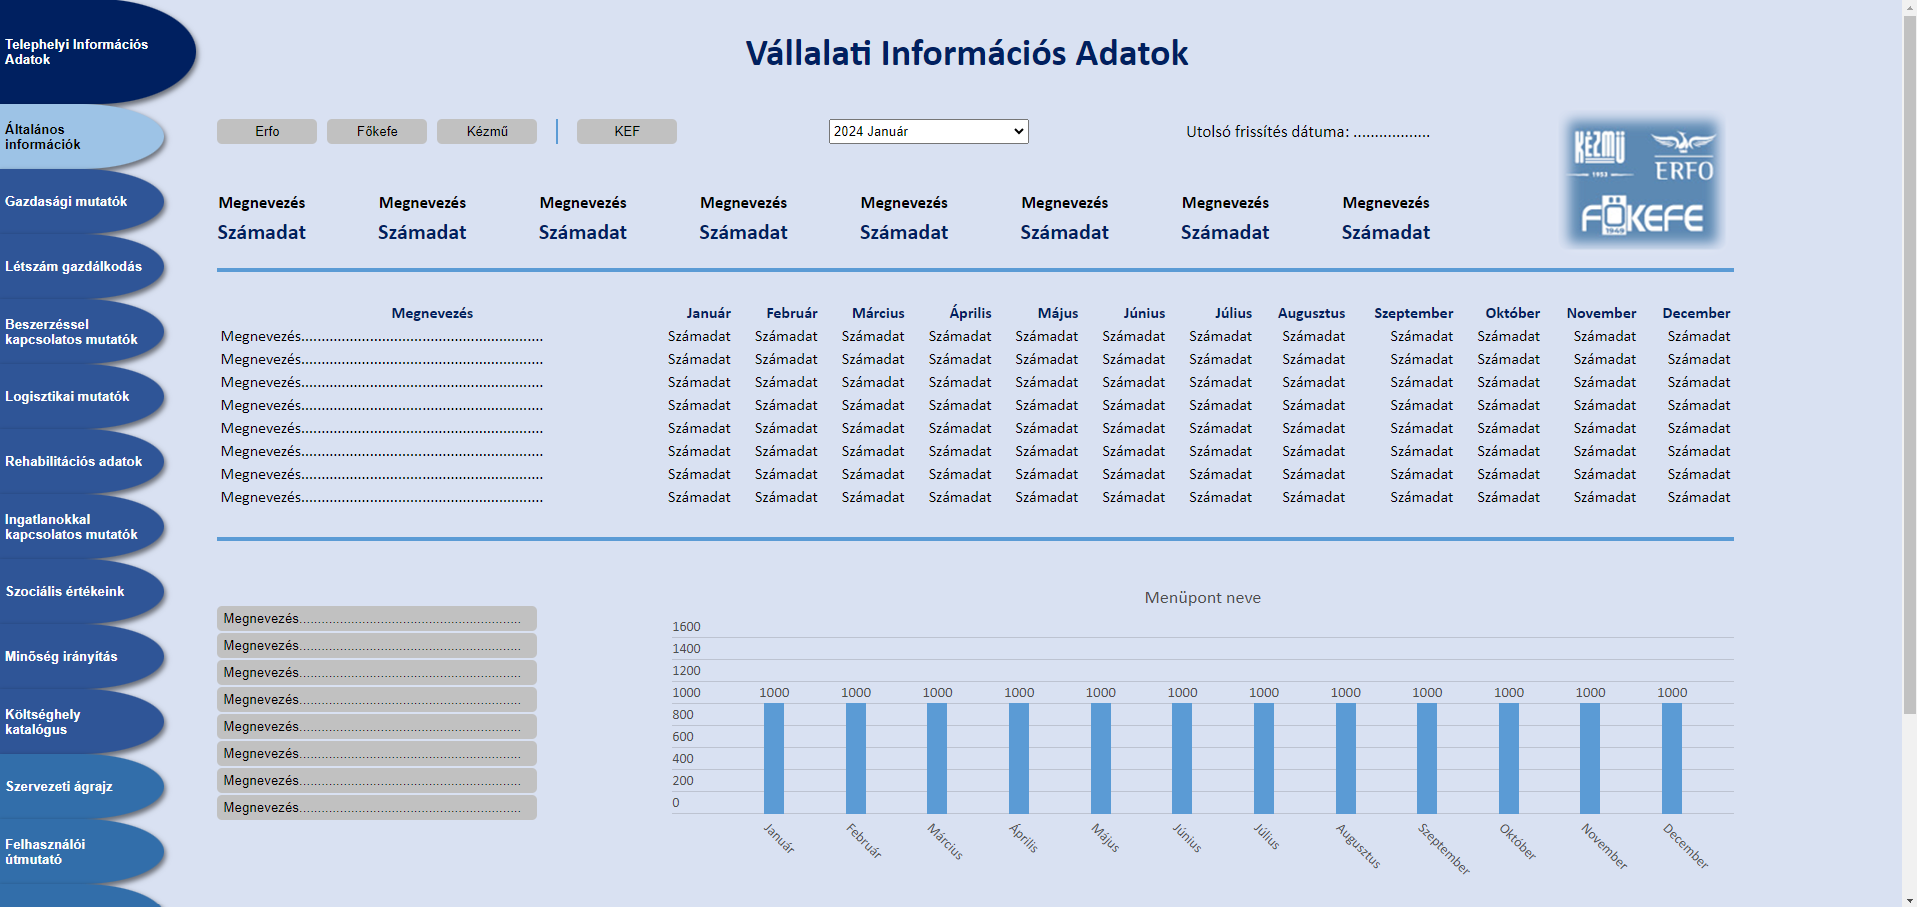 Telephelyi Információs
Adatok
Általános
információk
Gazdasági mutatók
Létszám gazdálkodás
Beszerzéssel
kapcsolatos mutatók
Logisztikai mutatók
Rehabilitációs adatok
Ingatlanokkal
kapcsolatos mutatók
Szociális értékeink
Minőség irányítás
Költséghely
katalógus
Szervezeti ágrajz
Felhasználói
útmutató
Vállalati Információs Adatok
Erfo Főkefe Kézmű KEF 2024 Január Utolsó frissítés dátuma: ..................
KÉZMŰ
1953
ERFO
FŐKEFE
1949
Megnevezés Megnevezés Megnevezés Megnevezés Megnevezés Megnevezés Megnevezés Megnevezés
Számadat Számadat Számadat Számadat Számadat Számadat Számadat Számadat
Megnevezés Január Február Március Április Május Június Július Augusztus Szeptember Október November December
Megnevezés............................................................ Számadat Számadat Számadat Számadat Számadat Számadat Számadat Számadat Számadat Számadat Számadat Számadat
Megnevezés............................................................ Számadat Számadat Számadat Számadat Számadat Számadat Számadat Számadat Számadat Számadat Számadat Számadat
Megnevezés............................................................ Számadat Számadat Számadat Számadat Számadat Számadat Számadat Számadat Számadat Számadat Számadat Számadat
Megnevezés............................................................ Számadat Számadat Számadat Számadat Számadat Számadat Számadat Számadat Számadat Számadat Számadat Számadat
Megnevezés............................................................ Számadat Számadat Számadat Számadat Számadat Számadat Számadat Számadat Számadat Számadat Számadat Számadat
Megnevezés............................................................ Számadat Számadat Számadat Számadat Számadat Számadat Számadat Számadat Számadat Számadat Számadat Számadat
Megnevezés............................................................ Számadat Számadat Számadat Számadat Számadat Számadat Számadat Számadat Számadat Számadat Számadat Számadat
Megnevezés............................................................ Számadat Számadat Számadat Számadat Számadat Számadat Számadat Számadat Számadat Számadat Számadat Számadat
Megnevezés............................................................
Megnevezés............................................................
Megnevezés............................................................
Megnevezés............................................................
Megnevezés............................................................
Megnevezés............................................................
Megnevezés............................................................
Megnevezés............................................................
Menüpont neve
1600
1400
1200
1000 1000 1000 1000 1000 1000 1000 1000 1000 1000 1000 1000 1000
800
600
400
200
0
Január Február Március Április Május Június Július Augusztus Szeptember Október November December